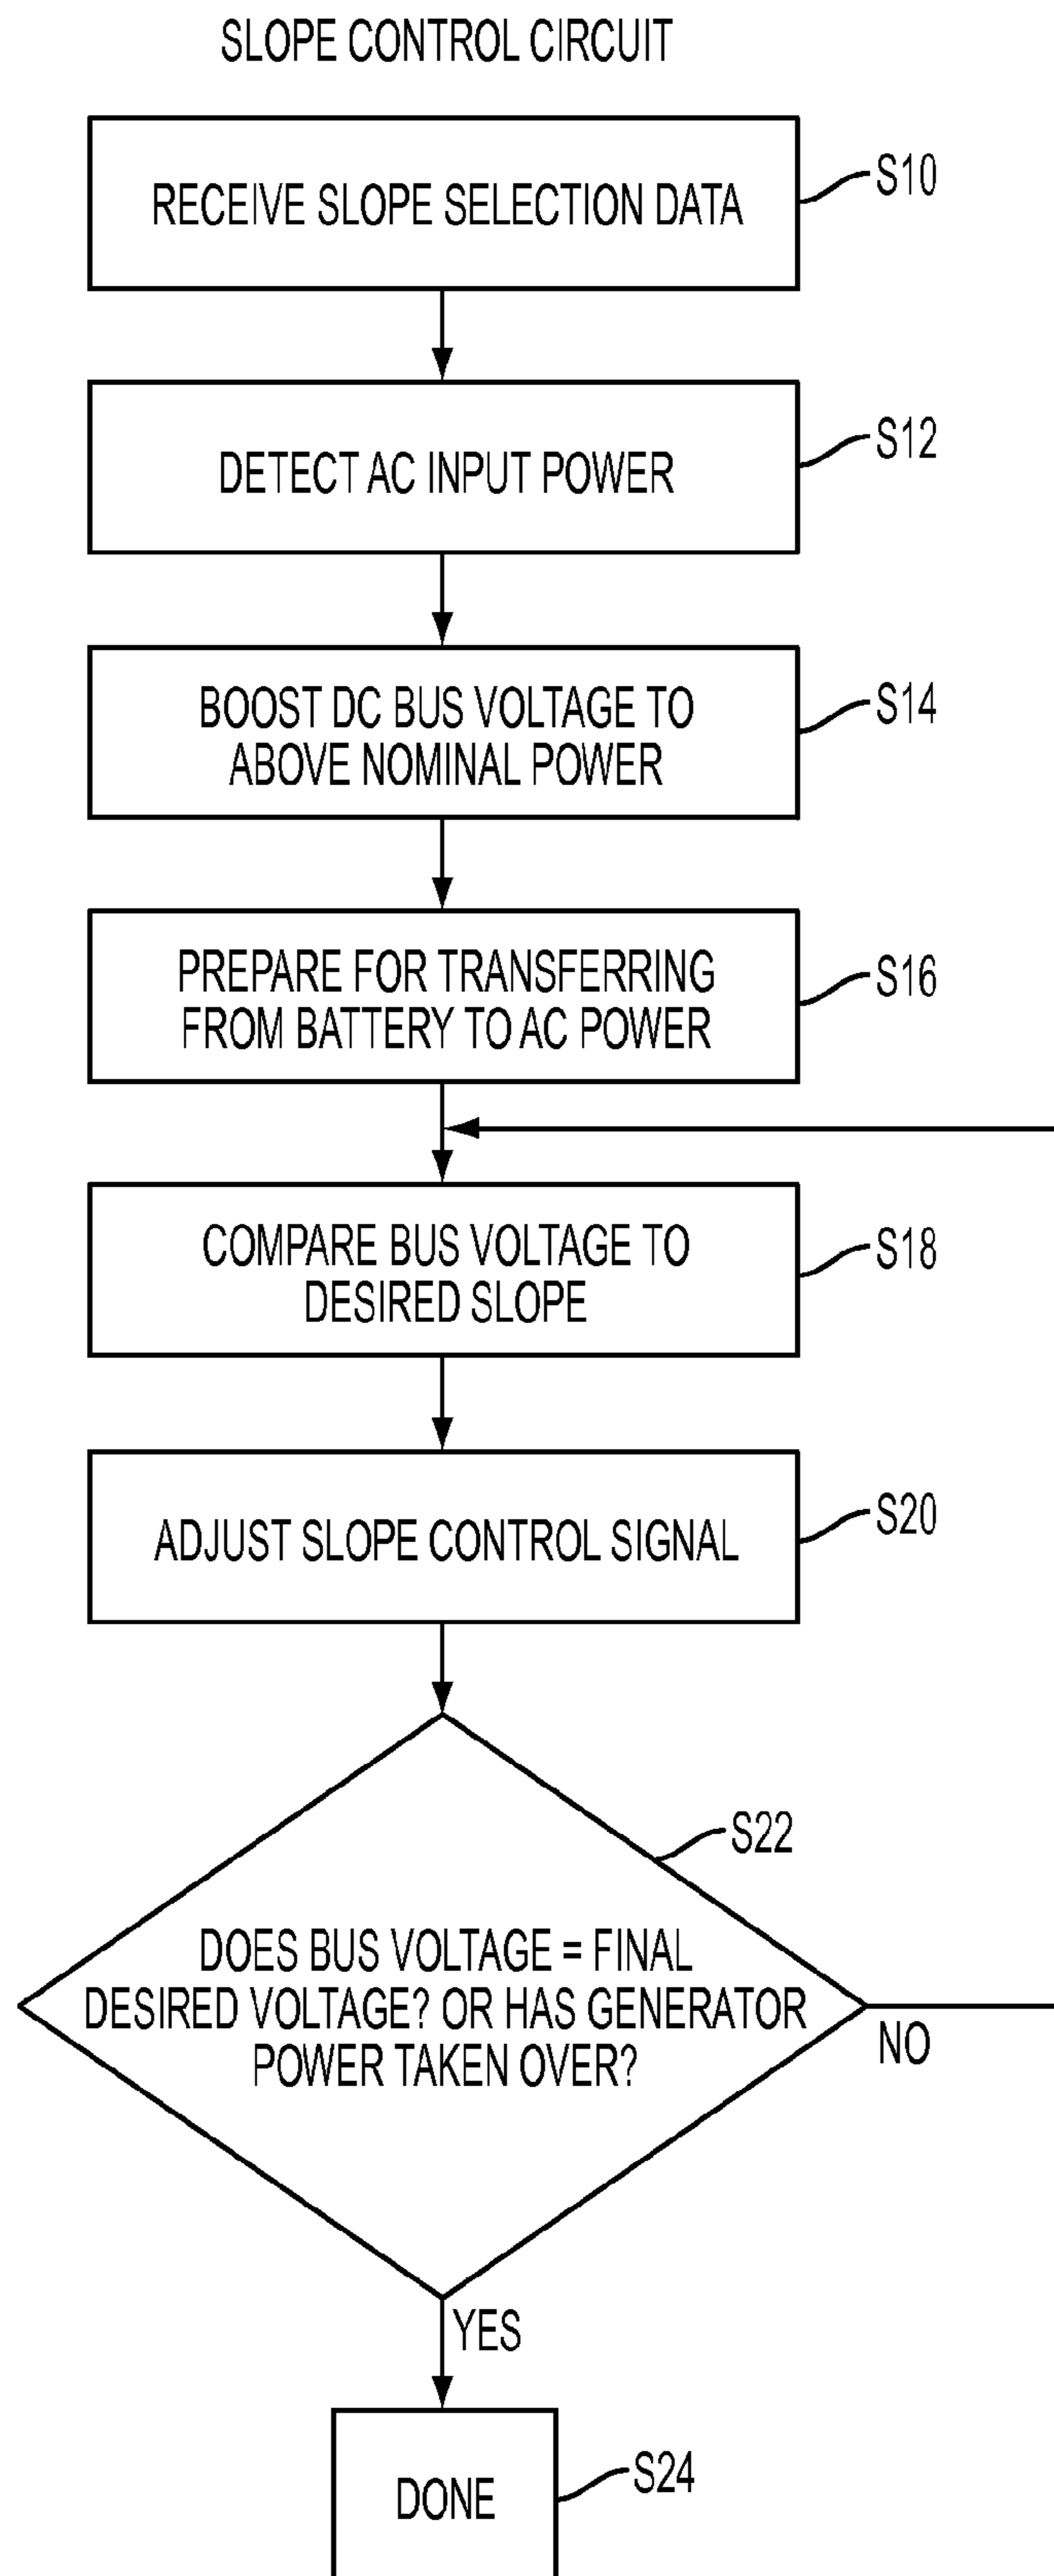 SLOPE CONTROL CIRCUIT
RECEIVE SLOPE SELECTION DATA
S10
DETECT AC INPUT POWER
S12
BOOST DC BUS VOLTAGE TO
ABOVE NOMINAL POWER
S14
PREPARE FOR TRANSFERRING
FROM BATTERY TO AC POWER
S16
COMPARE BUS VOLTAGE TO
DESIRED SLOPE
S18
ADJUST SLOPE CONTROL SIGNAL
S20
S22
DOES BUS VOLTAGE = FINAL
DESIRED VOLTAGE? OR HAS GENERATOR
POWER TAKEN OVER?
NO
YES
DONE
S24